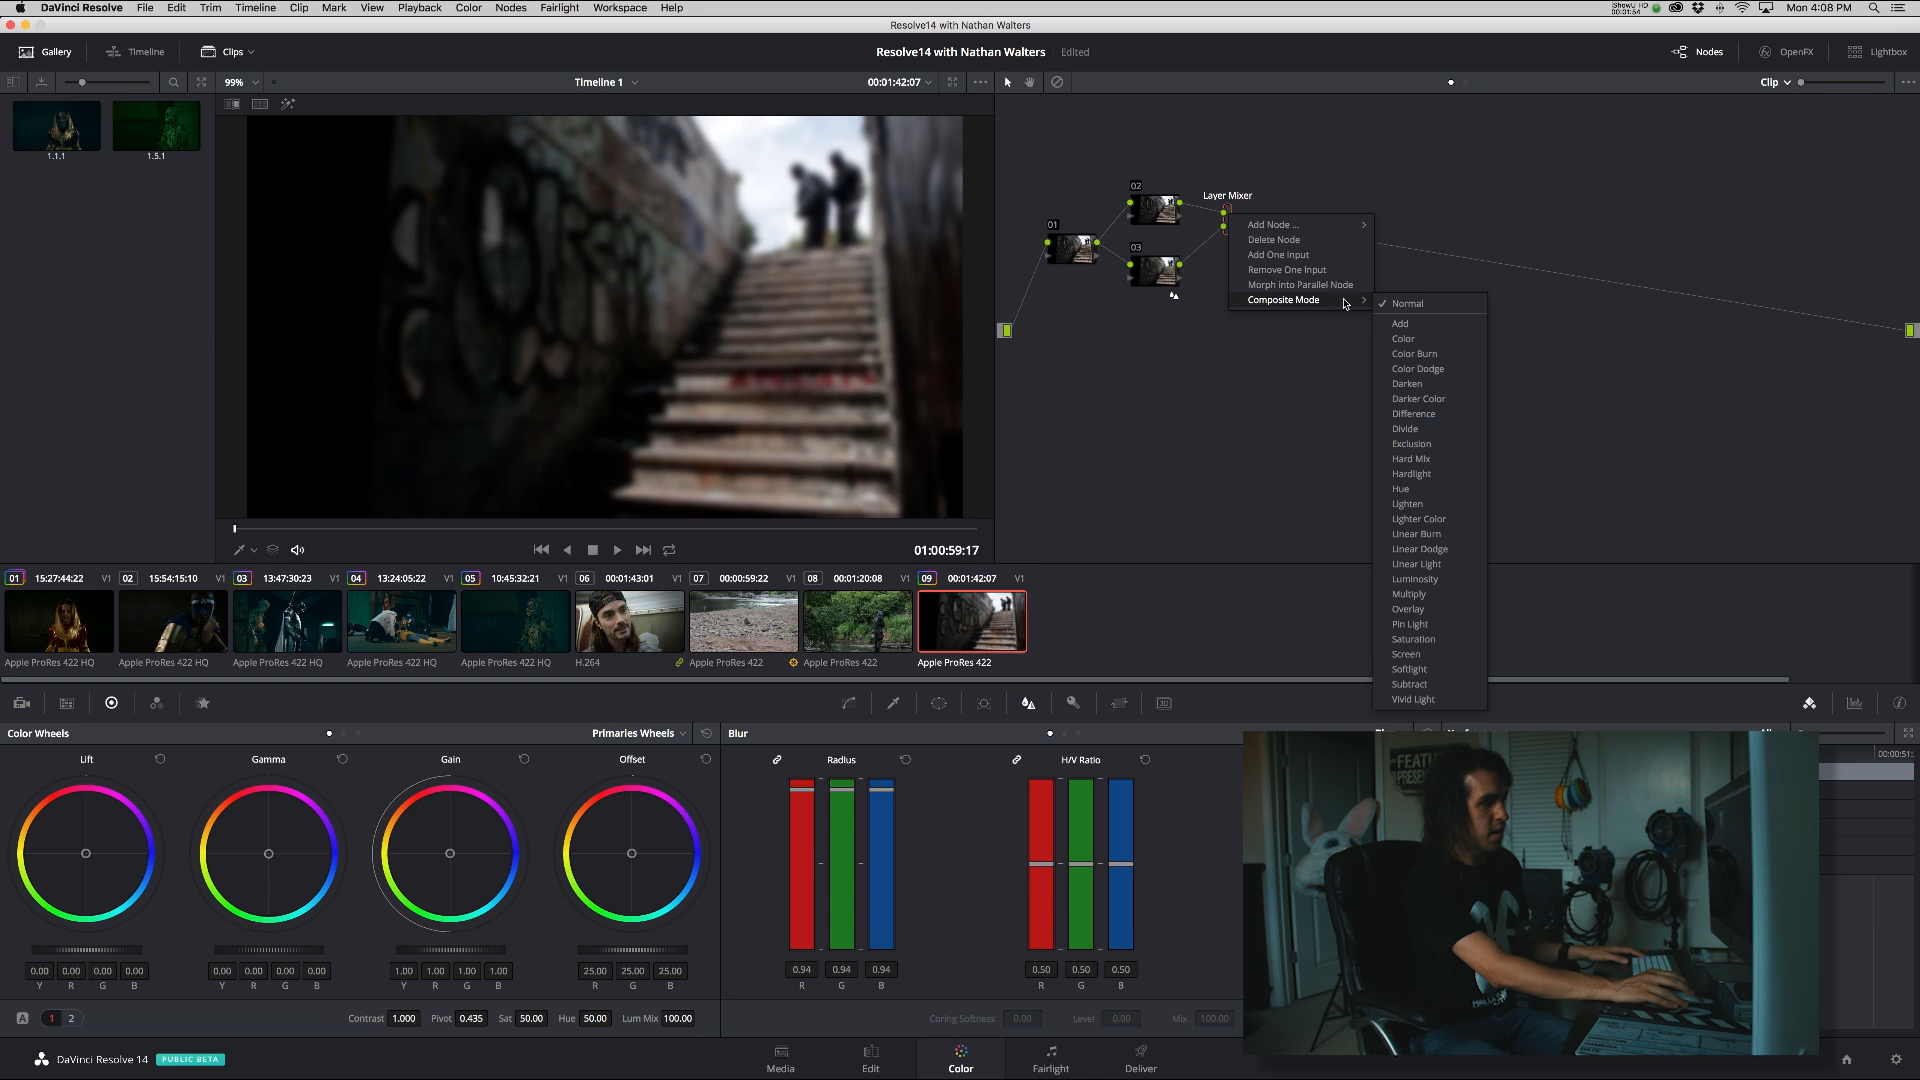 DaVinci Resolve File Edit Trim Timeline Clip Mark View Playback Color Nodes Fairlight Workspace Help
iShowU HD
00:01:54
Mon 4:08 PM
Resolve14 with Nathan Walters
Gallery Timeline Clips
Resolve14 with Nathan Walters Edited
Nodes OpenFX Lightbox
99% Timeline 1 00:01:42:07
Clip
1.1.1 1.5.1
01
02
03
Layer Mixer
Add Node ...
Delete Node
Add One Input
Remove One Input
Morph into Parallel Node
Composite Mode
Normal
Add
Color
Color Burn
Color Dodge
Darken
Darker Color
Difference
Divide
Exclusion
Hard Mix
Hardlight
Hue
Lighten
Lighter Color
Linear Burn
Linear Dodge
Linear Light
Luminosity
Multiply
Overlay
Pin Light
Saturation
Screen
Softlight
Subtract
Vivid Light
01:00:59:17
01 15:27:44:22 V1 02 15:54:15:10 V1 03 13:47:30:23 V1 04 13:24:05:22 V1 05 10:45:32:21 V1 06 00:01:43:01 V1 07 00:00:59:22 V1 08 00:01:20:08 V1 09 00:01:42:07 V1
Apple ProRes 422 HQ Apple ProRes 422 HQ Apple ProRes 422 HQ Apple ProRes 422 HQ Apple ProRes 422 HQ H.264 Apple ProRes 422 Apple ProRes 422 Apple ProRes 422
3D
Color Wheels Primaries Wheels
Lift Gamma Gain Offset
0.00 0.00 0.00 0.00 0.00 0.00 0.00 0.00 1.00 1.00 1.00 1.00 25.00 25.00 25.00
Y R G B Y R G B Y R G B R G B
A 1 2 Contrast 1.000 Pivot 0.435 Sat 50.00 Hue 50.00 Lum Mix 100.00
Blur
Radius H/V Ratio
0.94 0.94 0.94 0.50 0.50 0.50
R G B R G B
Coring Softness 0.00 Level 0.00 Mix 100.00
00:00:51:
DaVinci Resolve 14 PUBLIC BETA
Media Edit Color Fairlight Deliver